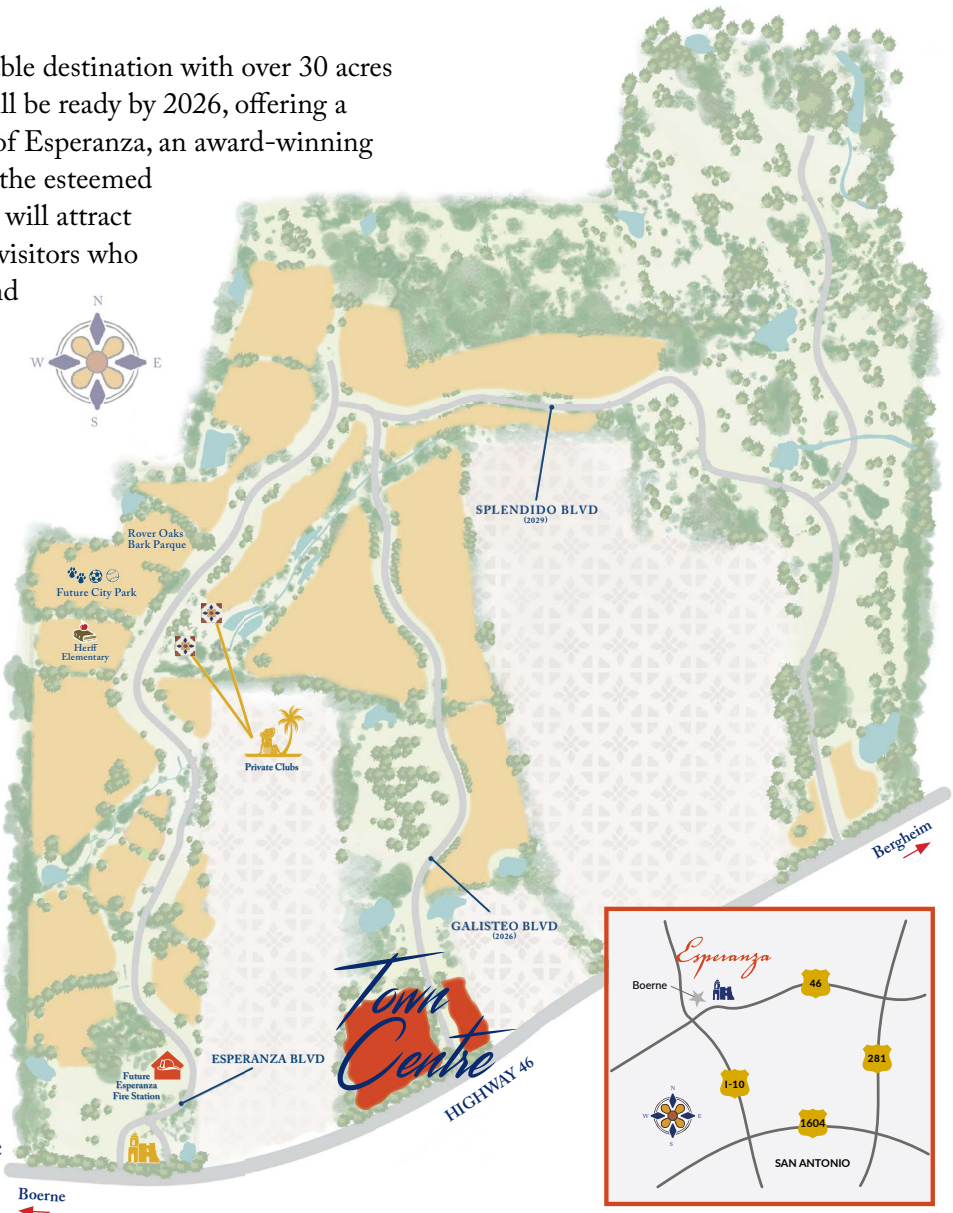 ble destination with over 30 acres
ll be ready by 2026, offering a
of Esperanza, an award-winning
the esteemed
will attract
visitors who
nd
N
W E
S
SPLENDIDO BLVD
(2029)
Rover Oaks
Bark Parque
Future City Park
Herff
Elementary
Private Clubs
Bergheim
GALISTEO BLVD
(2026)
Town
Centre
HIGHWAY 46
ESPERANZA BLVD
Future
Esperanza
Fire Station
Boerne
Esperanza
Boerne
46
281
I-10
N
W E
S
1604
SAN ANTONIO